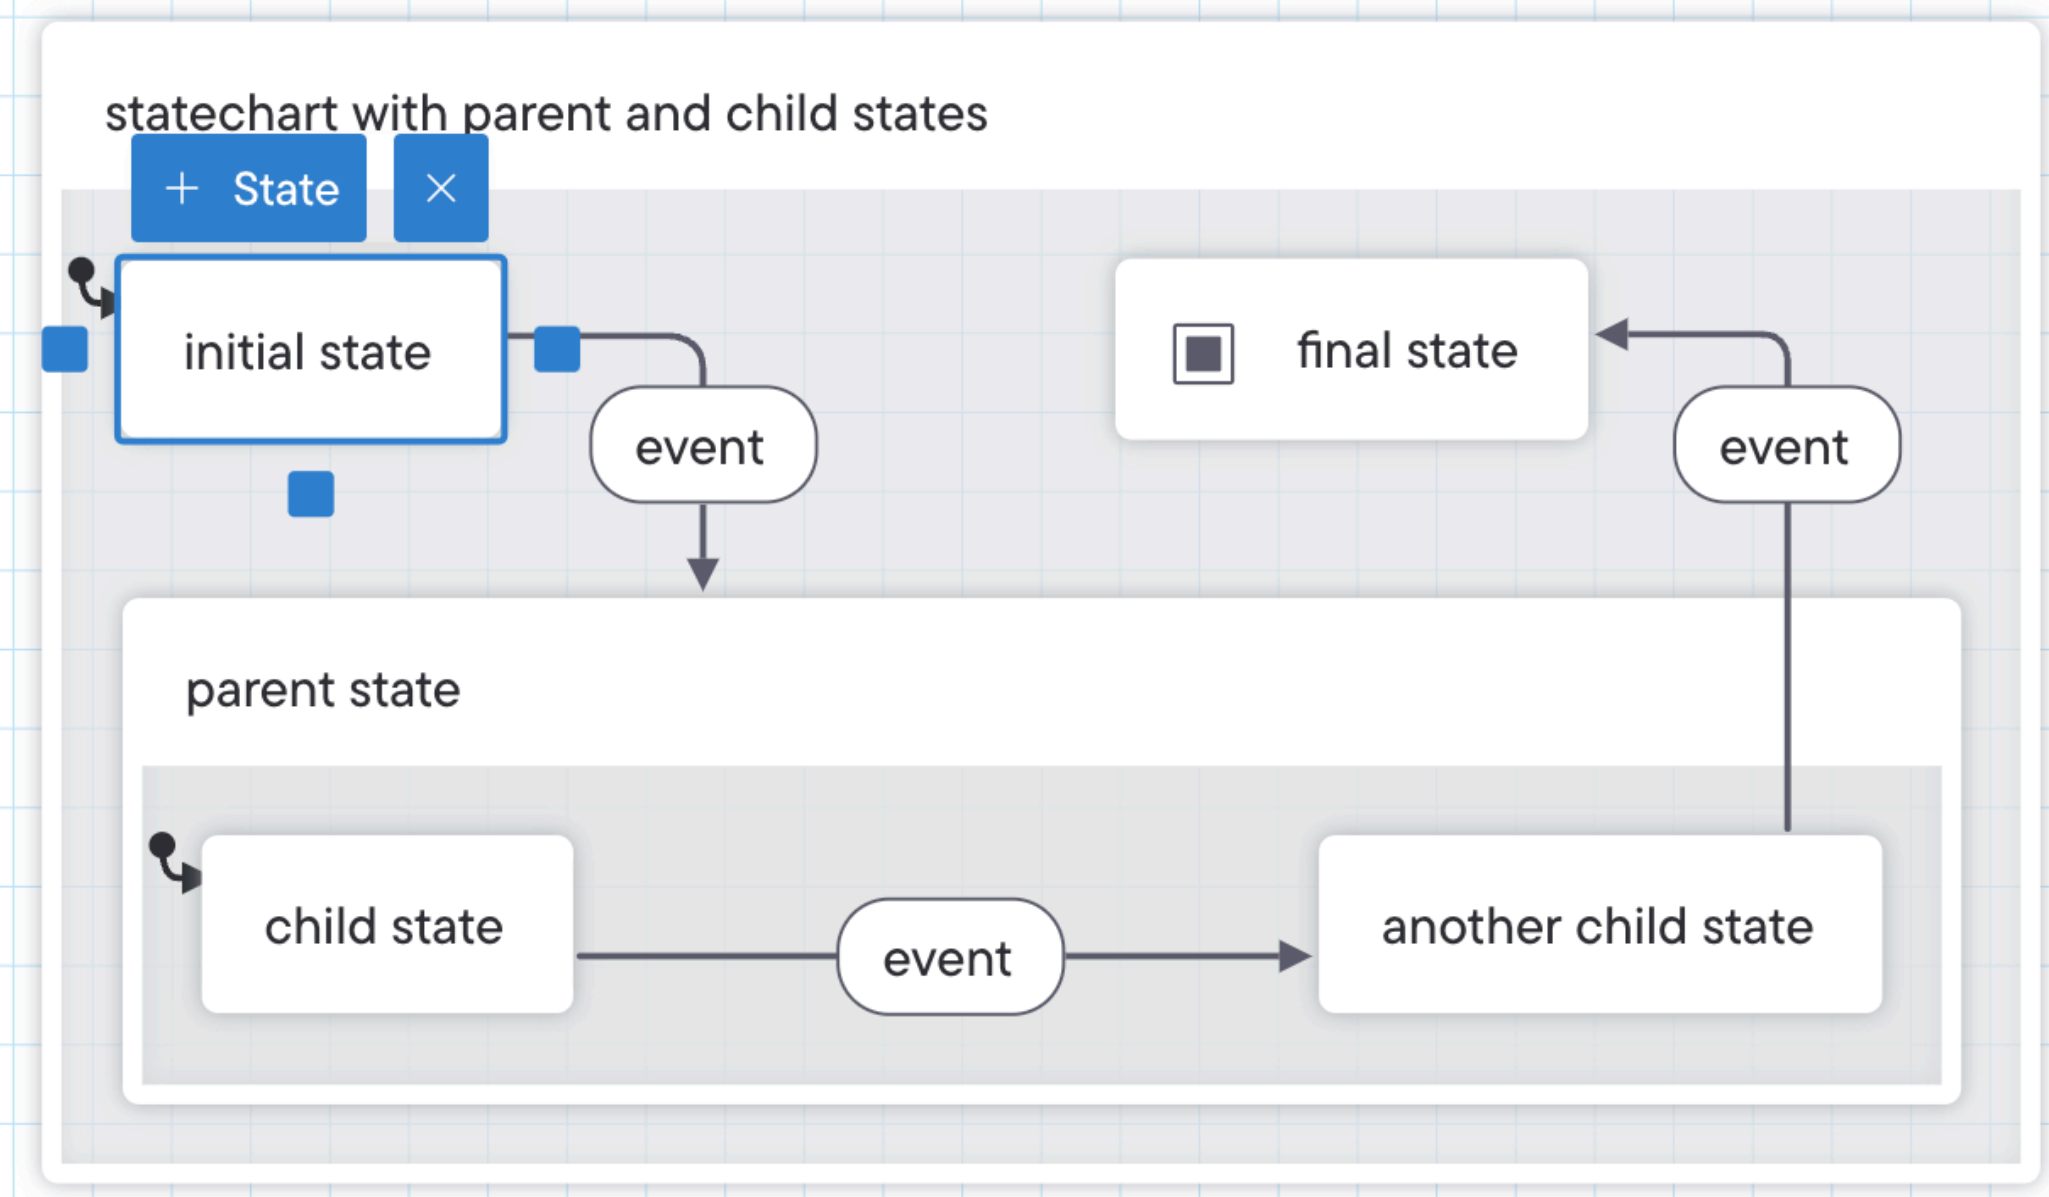 statechart with parent and child states
+ State ×
initial state
event
final state
event
parent state
child state
event
another child state